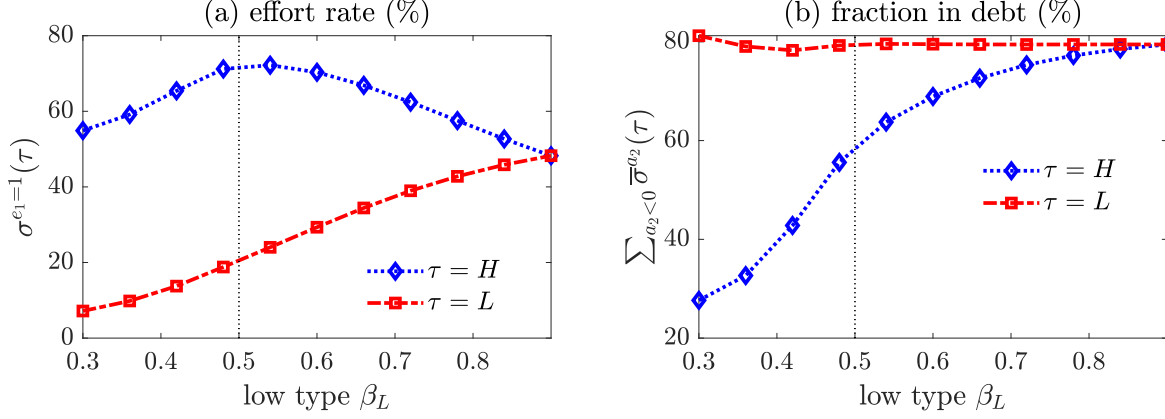 (a) effort rate (%)
80
60
40
20
0
σ^{e_1=1}(τ)
τ = H
τ = L
0.3 0.4 0.5 0.6 0.7 0.8
low type β_L
(b) fraction in debt (%)
80
60
40
20
∑_{a_2<0} σ̅^{a_2}(τ)
τ = H
τ = L
0.3 0.4 0.5 0.6 0.7 0.8
low type β_L